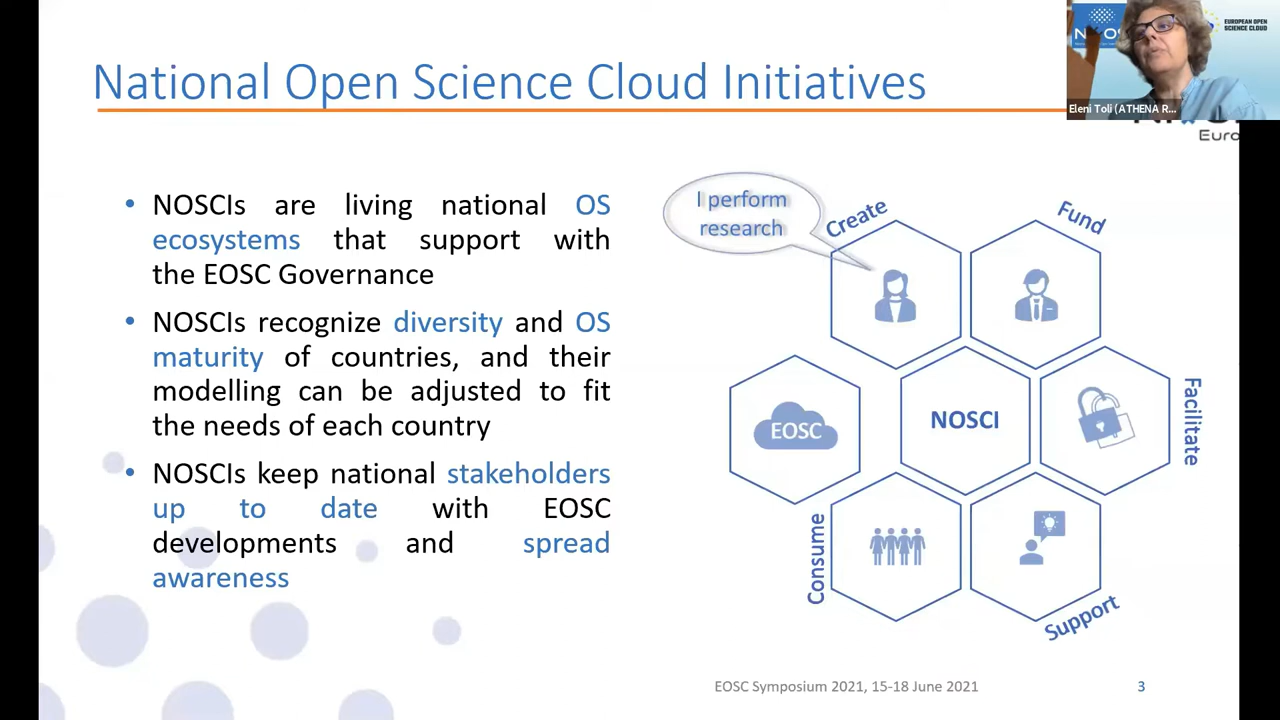 National Open Science Cloud Initiatives
EUROPEAN OPEN
SCIENCE CLOUD
Eleni Toli (ATHENA R...
Euro
• NOSCIs are living national OS
ecosystems that support with
the EOSC Governance
• NOSCIs recognize diversity and OS
maturity of countries, and their
modelling can be adjusted to fit
the needs of each country
• NOSCIs keep national stakeholders
up to date with EOSC
developments and spread
awareness
I perform
research
Create
Fund
EOSC
NOSCI
Facilitate
Consume
Support
EOSC Symposium 2021, 15-18 June 2021
3